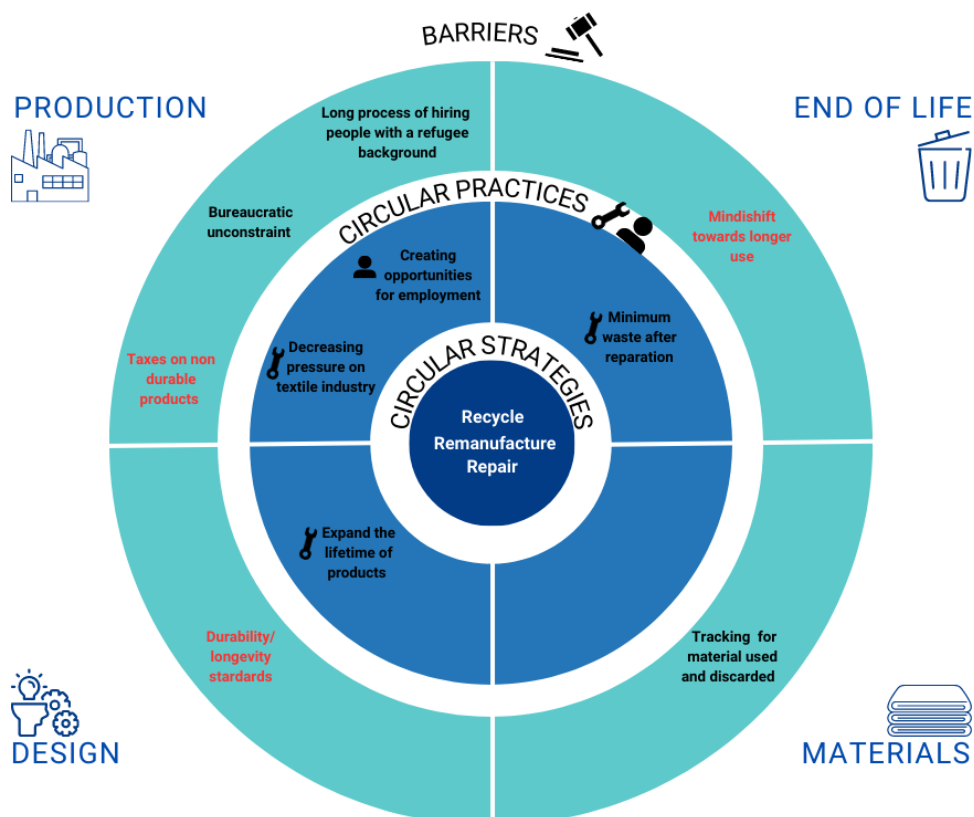 BARRIERS
PRODUCTION
END OF LIFE
Long process of hiring
people with a refugee
background
CIRCULAR PRACTICES
Bureaucratic
unconstraint
Mindishift
towards longer
use
Creating
opportunities
for employment
Minimum
waste after
reparation
Decreasing
pressure on
textile industry
Taxes on non
durable
products
CIRCULAR STRATEGIES
Recycle
Remanufacture
Repair
Expand the
lifetime of
products
Durability/
longevity
stardards
Tracking for
material used
and discarded
DESIGN
MATERIALS